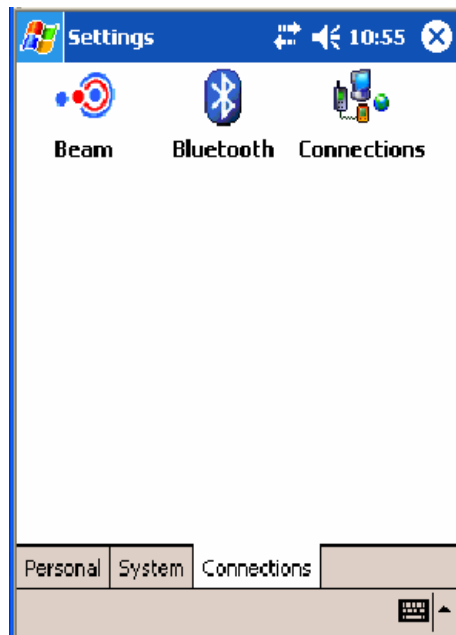 Settings 10:55
Beam Bluetooth Connections
Personal System Connections